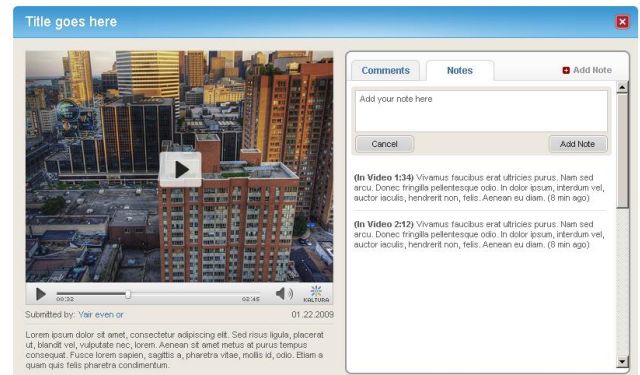 Title goes here
Comments
Notes
Add Note
Add your note here
Cancel
Add Note
(In Video 1:34) Vivamus faucibus erat ultricies purus. Nam sed
arcu. Donec fringilla pellentesque odio. In dolor ipsum, interdum vel,
auctor iaculis, hendrerit non, felis. Aenean eu diam. (8 min ago)
(In Video 2:12) Vivamus faucibus erat ultricies purus. Nam sed
arcu. Donec fringilla pellentesque odio. In dolor ipsum, interdum vel,
auctor iaculis, hendrerit non, felis. Aenean eu diam. (8 min ago)
00:32
02:45
KALTURA
Submitted by: Yair even or
01.22.2009
Lorem ipsum dolor sit amet, consectetur adipiscing elit. Sed risus ligula, placerat
ut, blandit vel, vulputate nec, lorem. Aenean sit amet metus at purus tempus
consequat. Fusce lorem sapien, sagittis a, pharetra vitae, mollis id, odio. Etiam a
quam quis felis pharetra condimentum.